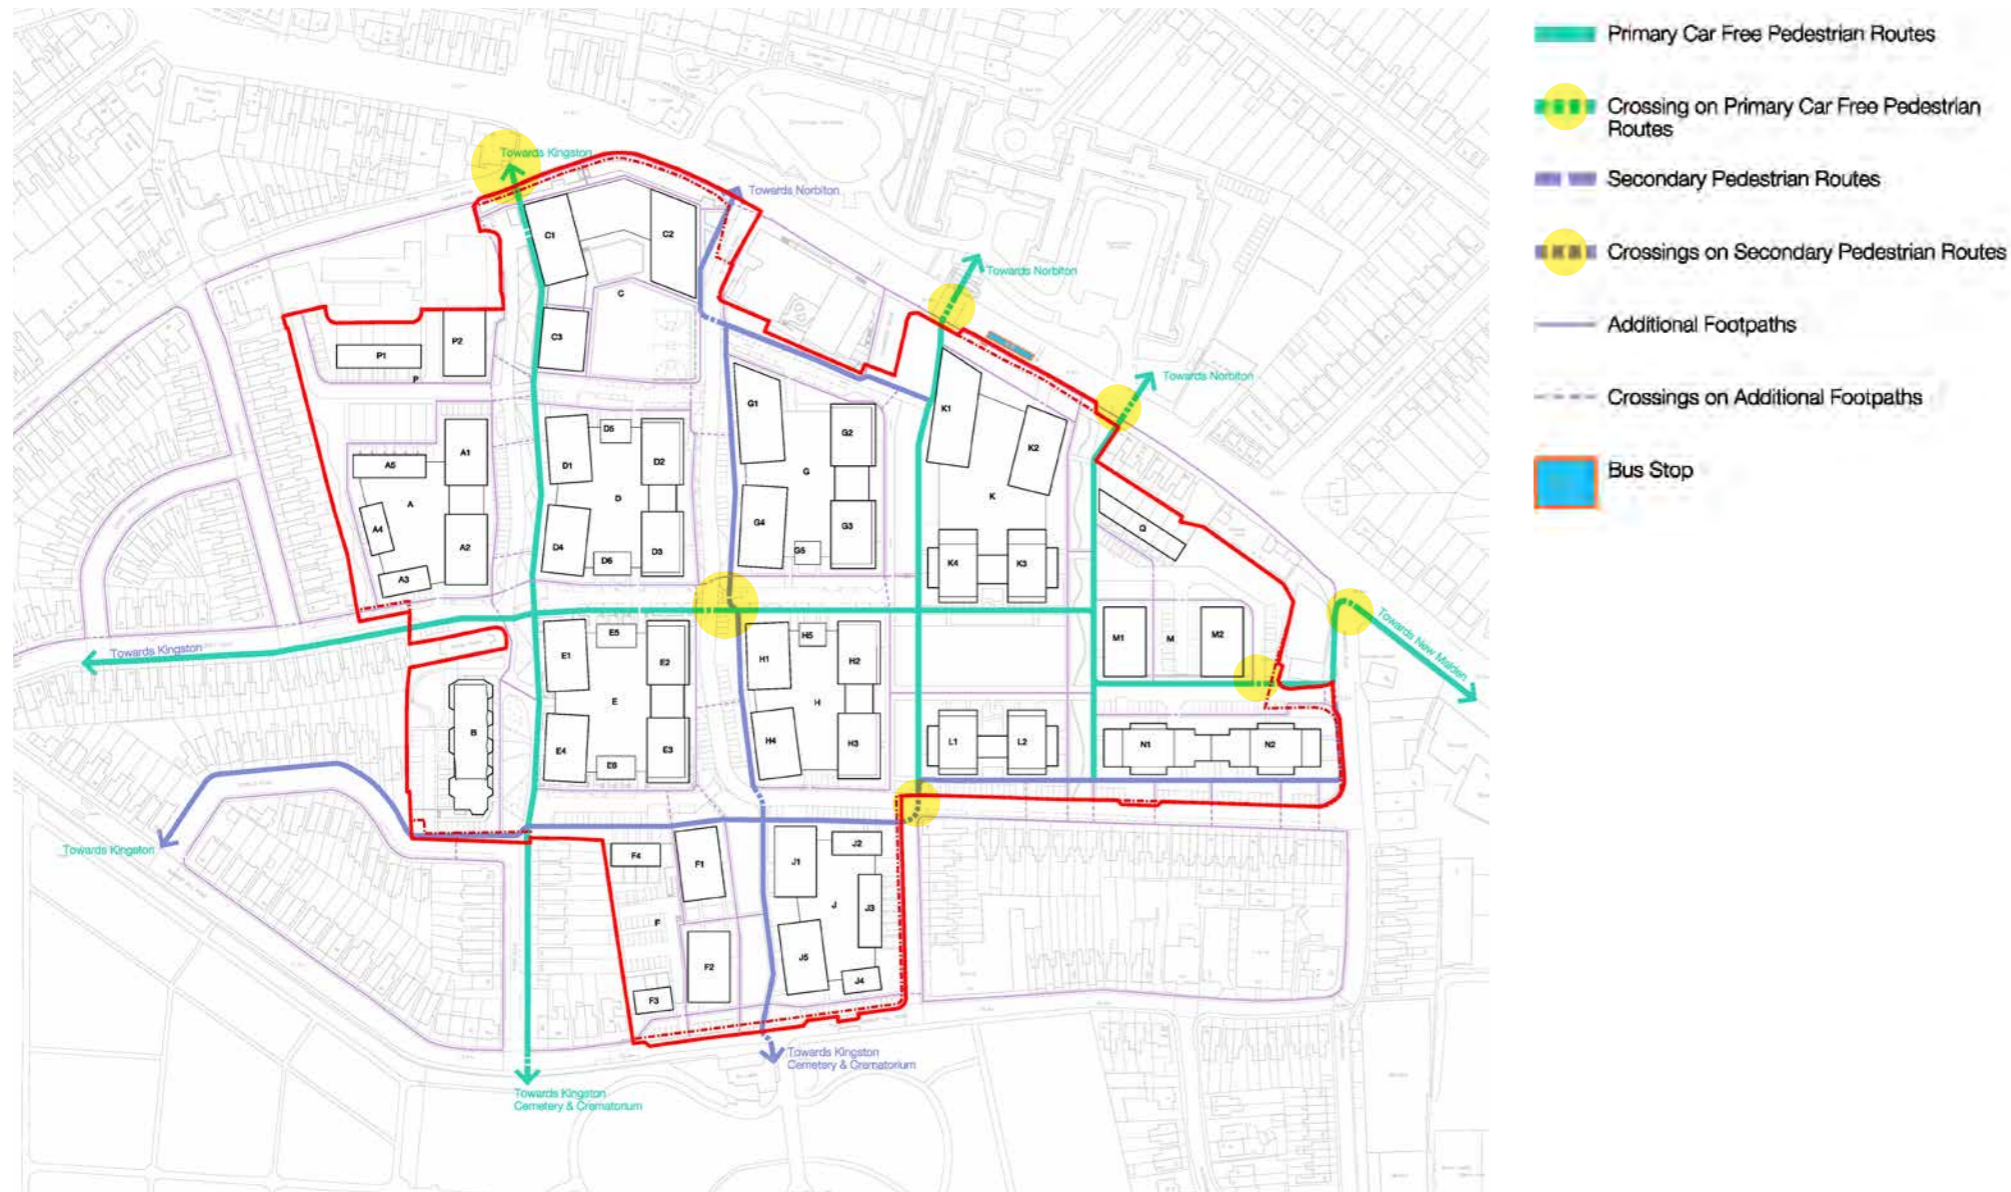 Primary Car Free Pedestrian Routes
Crossing on Primary Car Free Pedestrian
Routes
Secondary Pedestrian Routes
Crossings on Secondary Pedestrian Routes
Additional Footpaths
Crossings on Additional Footpaths
Bus Stop
Towards Kingston
Towards Norbiton
Towards Norbiton
Towards Norbiton
Towards New Malden
Towards Kingston
Towards Kingston
Towards Kingston
Cemetery & Crematorium
Towards Kingston
Cemetery & Crematorium
C1
C2
C
C3
P1
P2
P
A1
A5
A
A4
A2
A3
D5
D1
D2
D
D4
D3
D6
G1
G2
G
G4
G3
G5
K1
K2
K
K4
K3
Q
M1
M
M2
E5
E1
E2
E
E4
E3
E6
H5
H1
H2
H
H4
H3
B
L1
L2
N1
N2
F4
F1
F
F2
F3
J1
J2
J
J3
J5
J4